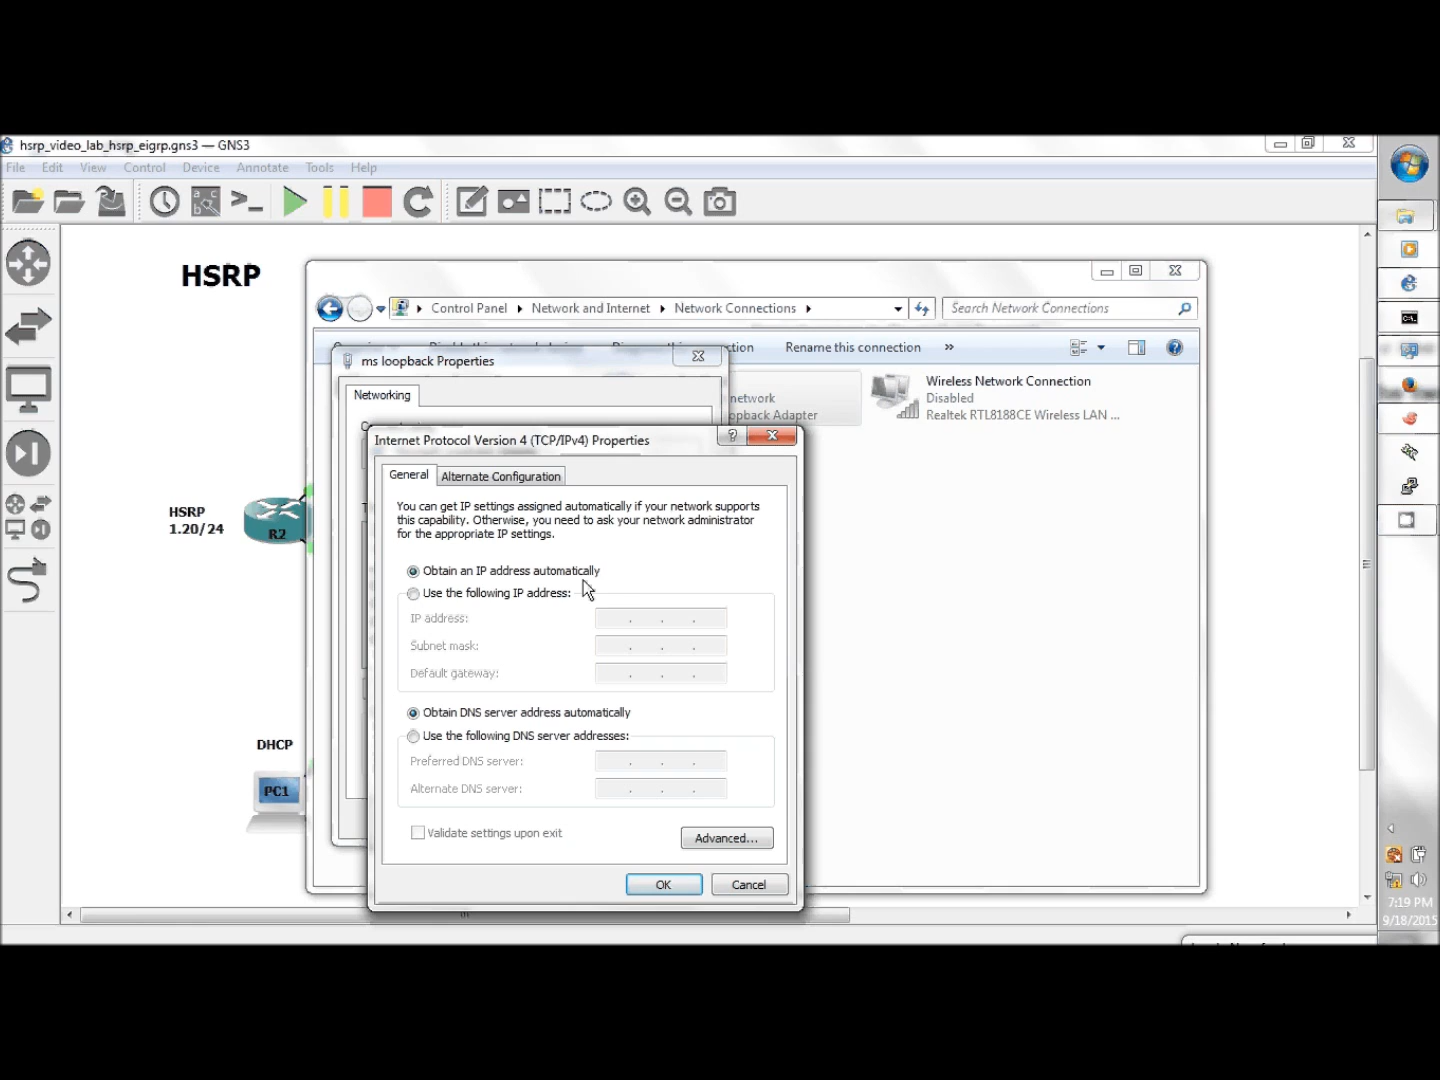 hsrp_video_lab_hsrp_eigrp.gns3 — GNS3
File Edit View Control Device Annotate Tools Help
HSRP
Control Panel Network and Internet Network Connections
Search Network Connections
Rename this connection »
ms loopback Properties
Networking
network
Wireless Network Connection
Disabled
Realtek RTL8188CE Wireless LAN ...
opback Adapter
Internet Protocol Version 4 (TCP/IPv4) Properties
General Alternate Configuration
You can get IP settings assigned automatically if your network supports
this capability. Otherwise, you need to ask your network administrator
for the appropriate IP settings.
HSRP
1.20/24
R2
Obtain an IP address automatically
Use the following IP address:
IP address:
Subnet mask:
Default gateway:
Obtain DNS server address automatically
Use the following DNS server addresses:
Preferred DNS server:
Alternate DNS server:
DHCP
PC1
Validate settings upon exit
Advanced...
OK Cancel
7:19 PM
9/18/2015